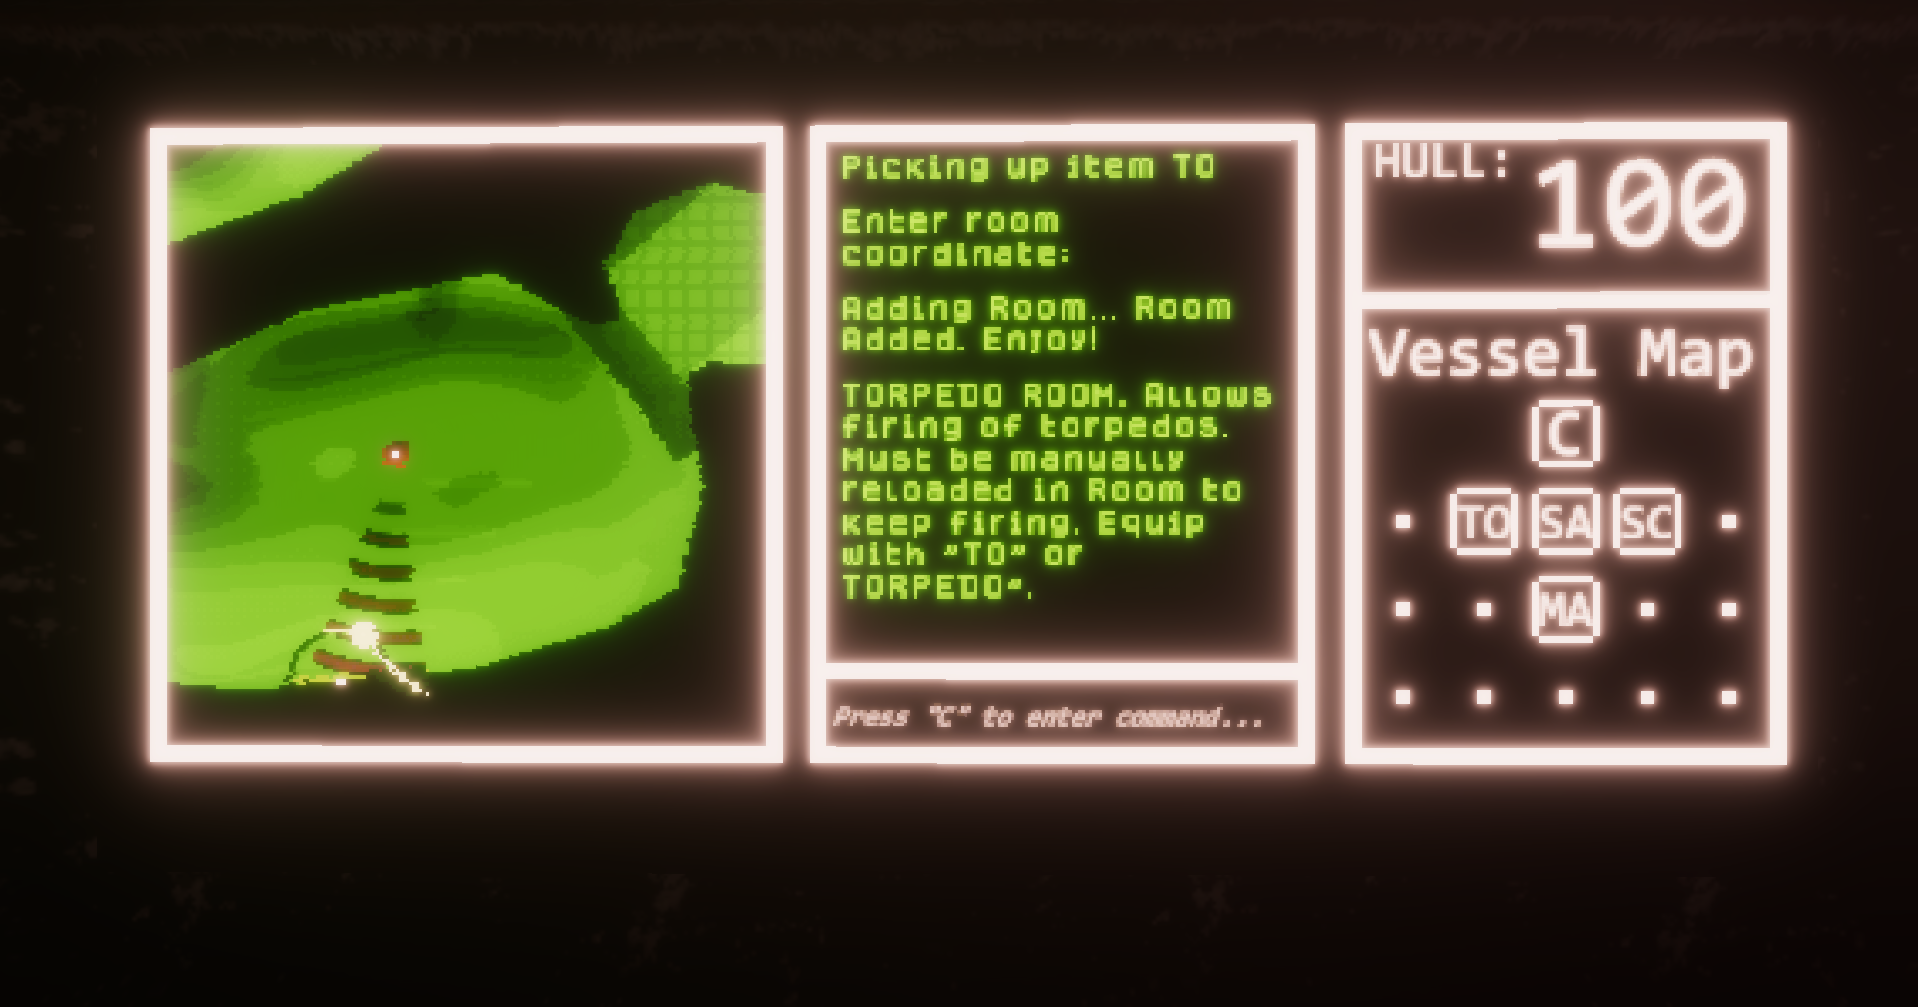 Picking up item TO
Enter room
coordinate:
Adding Room... Room
Added. Enjoy!
TORPEDO ROOM. Allows
firing of torpedos.
Must be manually
reloaded in Room to
keep firing. Equip
with "TO" or
TORPEDO".
Press "C" to enter command...
HULL: 100
Vessel Map
C
TO SA SC
MA